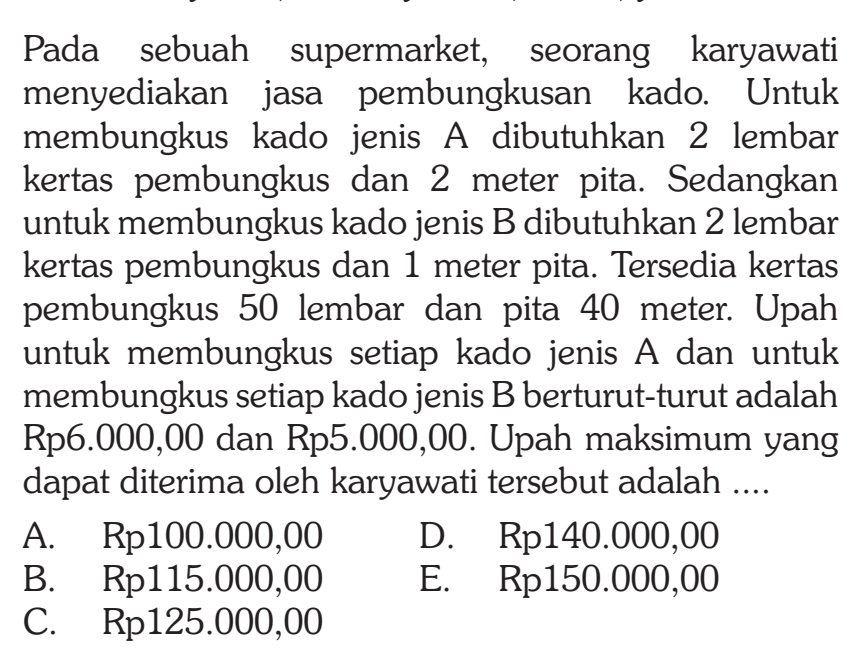 Pada sebuah supermarket, seorang karyawati
menyediakan jasa pembungkusan kado. Untuk
membungkus kado jenis A dibutuhkan 2 lembar
kertas pembungkus dan 2 meter pita. Sedangkan
untuk membungkus kado jenis B dibutuhkan 2 lembar
kertas pembungkus dan 1 meter pita. Tersedia kertas
pembungkus 50 lembar dan pita 40 meter. Upah
untuk membungkus setiap kado jenis A dan untuk
membungkus setiap kado jenis B berturut-turut adalah
Rp6.000,00 dan Rp5.000,00. Upah maksimum yang
dapat diterima oleh karyawati tersebut adalah ....
A. Rp100.000,00 D. Rp140.000,00
B. Rp115.000,00 E. Rp150.000,00
C. Rp125.000,00